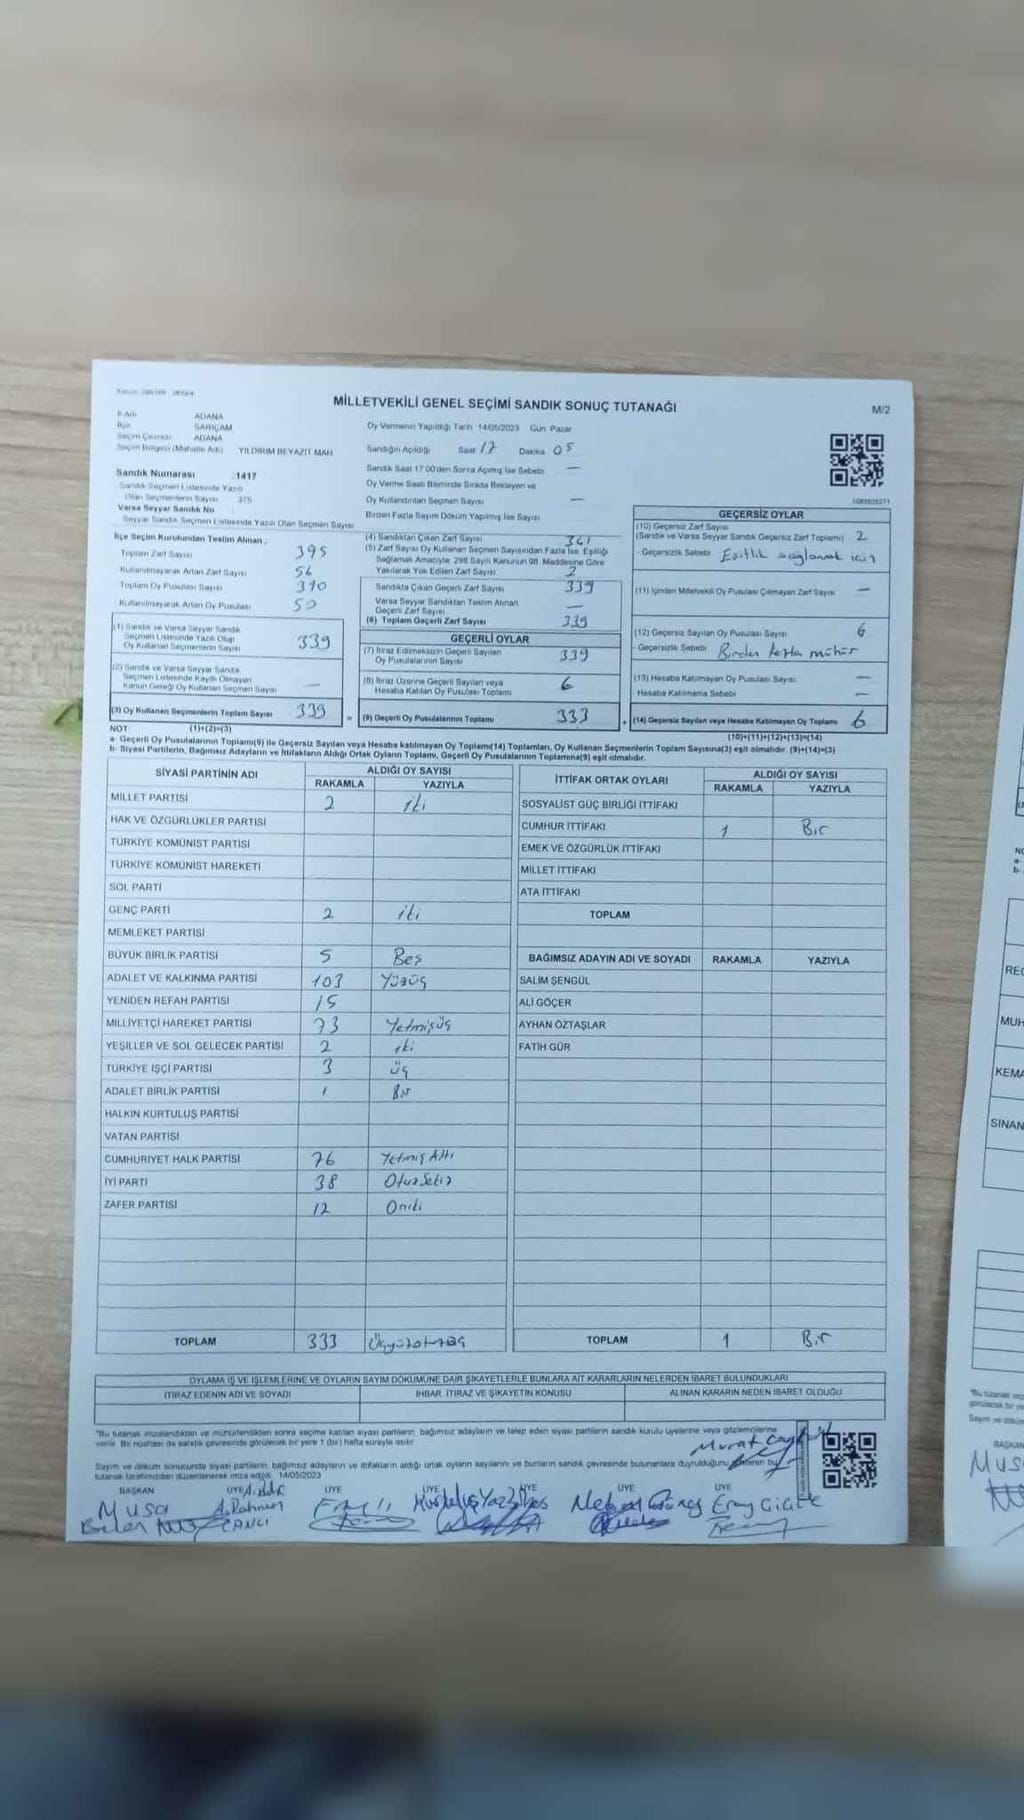 MİLLETVEKİLİ GENEL SEÇİMİ SANDIK SONUÇ TUTANAĞI
M/2
İl Adı ADANA
İlçe SARIÇAM
Seçim Çevresi ADANA
Seçim Bölgesi (Mahalle Adı) YILDIRIM BEYAZIT MAH
Sandık Numarası :1417
Sandık Seçmen Listesinde Yazılı
Olan Seçmenlerin Sayısı 375
Varsa Seyyar Sandık No
Seyyar Sandık Seçmen Listesinde Yazılı Olan Seçmen Sayısı
Oy Vermenin Yapıldığı Tarih 14/05/2023 Gün Pazar
Sandığın Açıldığı Saat 17 Dakika 05
Sandık Saat 17 00'den Sonra Açılmış İse Sebebi —
Oy Verme Saati Bitiminde Sırada Bekleyen ve
Oy Kullandırılan Seçmen Sayısı —
Birden Fazla Sayım Döküm Yapılmış İse Sayısı
İlçe Seçim Kurulundan Teslim Alınan :
Toplam Zarf Sayısı 395
Kullanılmayarak Artan Zarf Sayısı 56
Toplam Oy Pusulası Sayısı 390
Kullanılmayarak Artan Oy Pusulası 50
(1) Sandık ve Varsa Seyyar Sandık
Seçmen Listesinde Yazılı Olup
Oy Kullanan Seçmenlerin Sayısı 339
(2) Sandık ve Varsa Seyyar Sandık
Seçmen Listesinde Kayıtlı Olmayan
Kanun Gereği Oy Kullanan Seçmen Sayısı —
(3) Oy Kullanan Seçmenlerin Toplam Sayısı 339
(4) Sandıktan Çıkan Zarf Sayısı 341
(5) Zarf Sayısı Oy Kullanan Seçmen Sayısından Fazla İse, Eşitliği
Sağlamak Amacıyla, 298 Sayılı Kanunun 98. Maddesine Göre
Yakılarak Yok Edilen Zarf Sayısı 2
Sandıkta Çıkan Geçerli Zarf Sayısı 339
Varsa Seyyar Sandıktan Teslim Alınan
Geçerli Zarf Sayısı —
(6) Toplam Geçerli Zarf Sayısı 339
GEÇERLİ OYLAR
(7) İtiraz Edilmeksizin Geçerli Sayılan
Oy Pusulalarının Sayısı 339
(8) İtiraz Üzerine Geçerli Sayılan veya
Hesaba Katılan Oy Pusulası Toplamı 6
= (9) Geçerli Oy Pusulalarının Toplamı 333
GEÇERSİZ OYLAR
(10) Geçersiz Zarf Sayısı
(Sandık ve Varsa Seyyar Sandık Geçersiz Zarf Toplamı) 2
- Geçersizlik Sebebi Eşitlik sağlanak için
(11) İçinden Milletvekili Oy Pusulası Çıkmayan Zarf Sayısı —
(12) Geçersiz Sayılan Oy Pusulası Sayısı 6
- Geçersizlik Sebebi Birden fazla mühür
(13) Hesaba Katılmayan Oy Pusulası Sayısı —
Hesaba Katılmama Sebebi —
+ (14) Geçersiz Sayılan veya Hesaba Katılmayan Oy Toplamı 6
NOT: (1)+(2)=(3)
(10)+(11)+(12)+(13)=(14)
a- Geçerli Oy Pusulalarının Toplamı(9) ile Geçersiz Sayılan veya Hesaba katılmayan Oy Toplamı(14) Toplamları, Oy Kullanan Seçmenlerin Toplam Sayısına(3) eşit olmalıdır. (9)+(14)=(3)
b- Siyasi Partilerin, Bağımsız Adayların ve İttifakların Aldığı Ortak Oyların Toplamı, Geçerli Oy Pusulalarının Toplamına(9) eşit olmalıdır.
SİYASİ PARTİNİN ADI ALDIĞI OY SAYISI
RAKAMLA YAZIYLA
MİLLET PARTİSİ 2 iki
HAK VE ÖZGÜRLÜKLER PARTİSİ
TÜRKİYE KOMÜNİST PARTİSİ
TÜRKİYE KOMÜNİST HAREKETİ
SOL PARTİ
GENÇ PARTİ 2 iki
MEMLEKET PARTİSİ
BÜYÜK BİRLİK PARTİSİ 5 Beş
ADALET VE KALKINMA PARTİSİ 103 Yüzüç
YENİDEN REFAH PARTİSİ 15
MİLLİYETÇİ HAREKET PARTİSİ 73 Yetmişüç
YEŞİLLER VE SOL GELECEK PARTİSİ 2 iki
TÜRKİYE İŞÇİ PARTİSİ 3 üç
ADALET BİRLİK PARTİSİ 1 Bir
HALKIN KURTULUŞ PARTİSİ
VATAN PARTİSİ
CUMHURİYET HALK PARTİSİ 76 Yetmiş Altı
İYİ PARTİ 38 Otuzsekiz
ZAFER PARTİSİ 12 Oniki
TOPLAM 333
İTTİFAK ORTAK OYLARI ALDIĞI OY SAYISI
RAKAMLA YAZIYLA
SOSYALİST GÜÇ BİRLİĞİ İTTİFAKI
CUMHUR İTTİFAKI 1 Bir
EMEK VE ÖZGÜRLÜK İTTİFAKI
MİLLET İTTİFAKI
ATA İTTİFAKI
TOPLAM
BAĞIMSIZ ADAYIN ADI VE SOYADI RAKAMLA YAZIYLA
SALİM ŞENGÜL
ALİ GÖÇER
AYHAN ÖZTAŞLAR
FATİH GÜR
TOPLAM 1 Bir
OYLAMA İŞ VE İŞLEMLERİNE VE OYLARIN SAYIM DÖKÜMÜNE DAİR ŞİKAYETLERLE BUNLARA AİT KARARLARIN NELERDEN İBARET BULUNDUKLARI
İTİRAZ EDENİN ADI VE SOYADI İHBAR, İTİRAZ VE ŞİKAYETİN KONUSU ALINAN KARARIN NEDEN İBARET OLDUĞU
"Bu tutanak imzalandıktan ve mühürlendikten sonra seçime katılan siyasi partilerin, bağımsız adayların ve talep eden siyasi partilerin sandık kurulu üyelerine veya gözlemcilerine
verilir. Bir nüshası da sandık çevresinde görülecek bir yere 1 (bir) hafta süreyle asılır.
Murat
Sayım ve döküm sonucunda siyasi partilerin, bağımsız adayların ve ittifakların aldığı ortak oyların sayılarını ve bunların sandık çevresinde bulunanlara duyrulduğunu gösteren bu
tutanak tarafımızdan düzenlenerek imza edildi. 14/05/2023
BAŞKAN ÜYE ÜYE ÜYE ÜYE ÜYE ÜYE
Musa A.Rahman Eray
CANLI
REC
MUH
KEMA
SİNAN
BAŞKAN
Mus